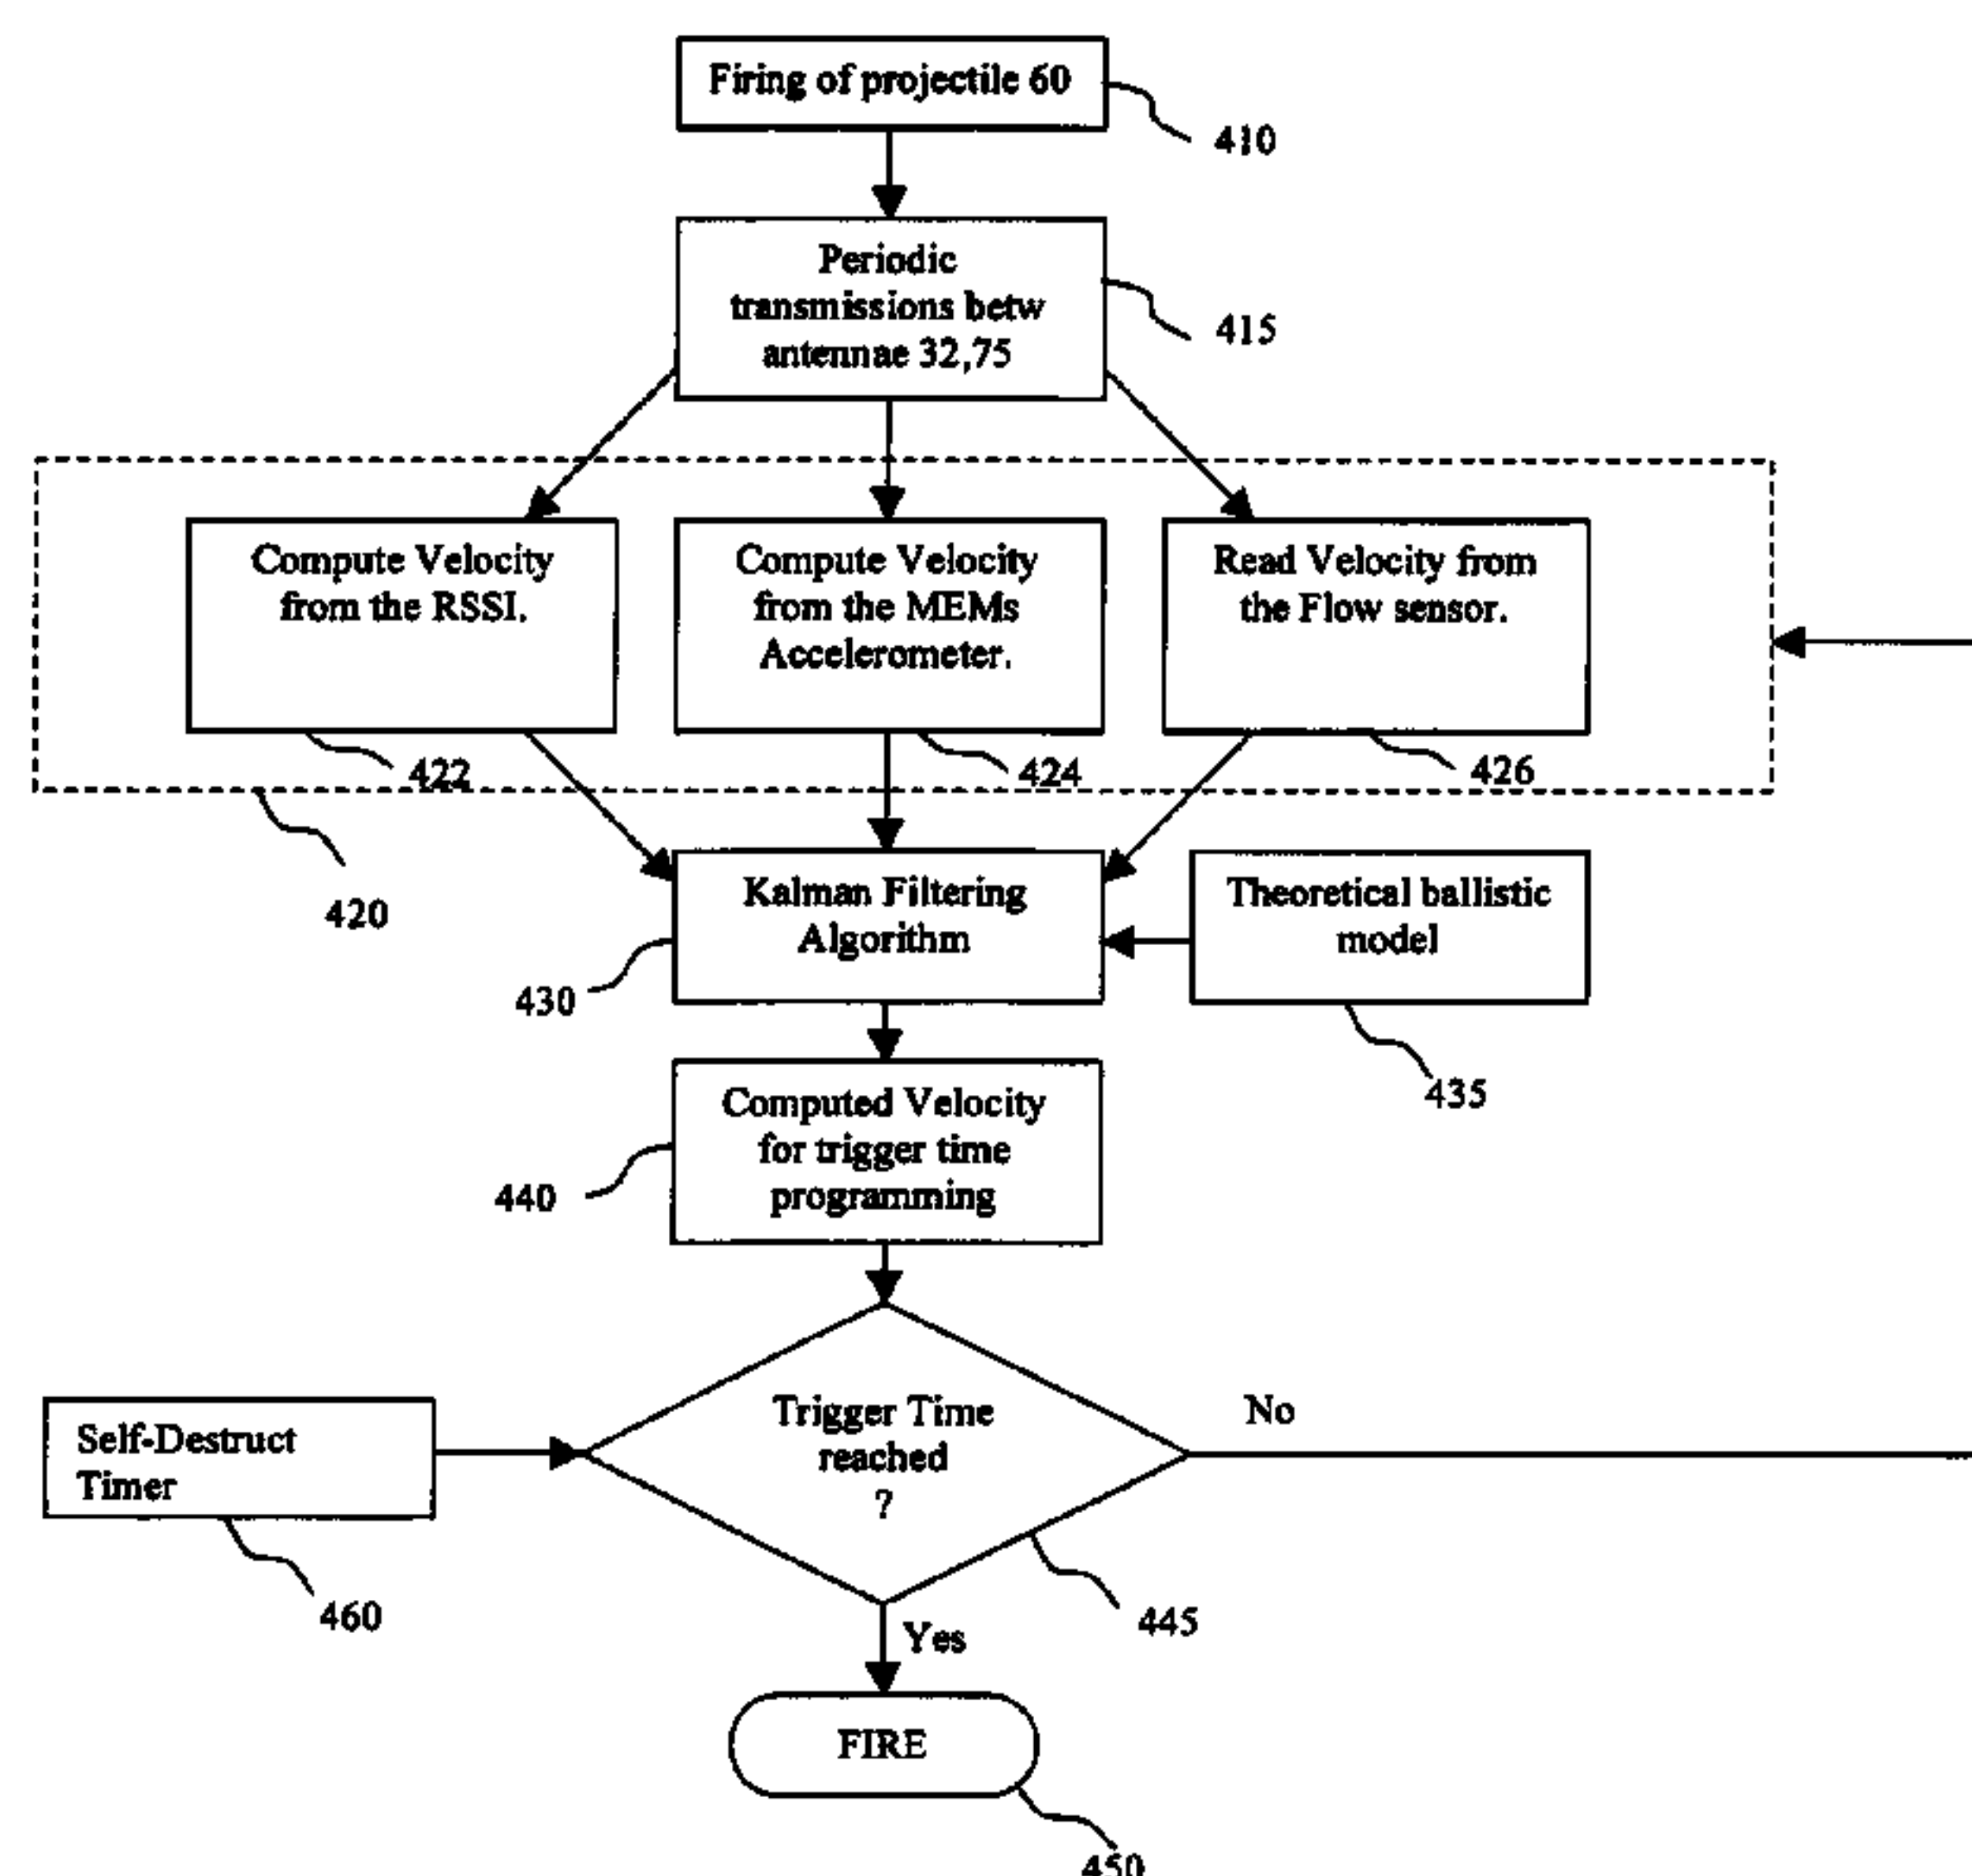 Firing of projectile 60
410
Periodic
transmissions betw
antennae 32,75
415
Compute Velocity
from the RSSI.
422
Compute Velocity
from the MEMs
Accelerometer.
424
Read Velocity from
the Flow sensor.
426
420
Kalman Filtering
Algorithm
430
Theoretical ballistic
model
435
Computed Velocity
for trigger time
programming
440
Self-Destruct
Timer
460
Trigger Time
reached
?
445
No
Yes
FIRE
450